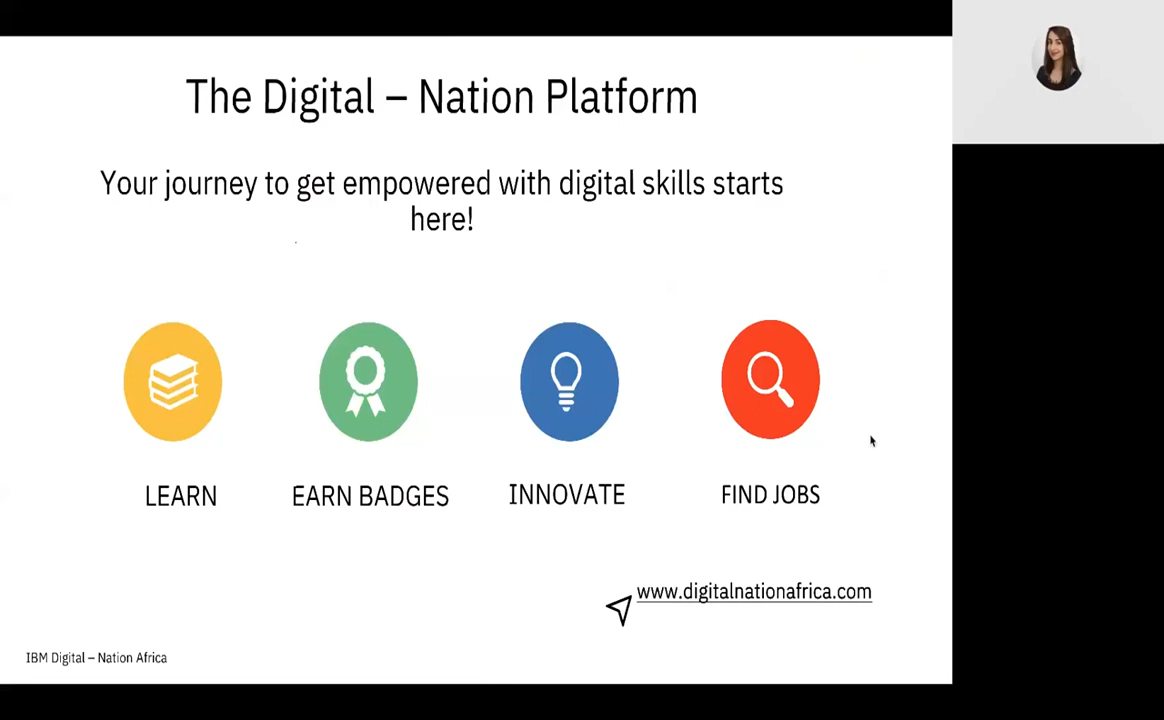 The Digital – Nation Platform
Your journey to get empowered with digital skills starts
here!
LEARN
EARN BADGES
INNOVATE
FIND JOBS
www.digitalnationafrica.com
IBM Digital – Nation Africa